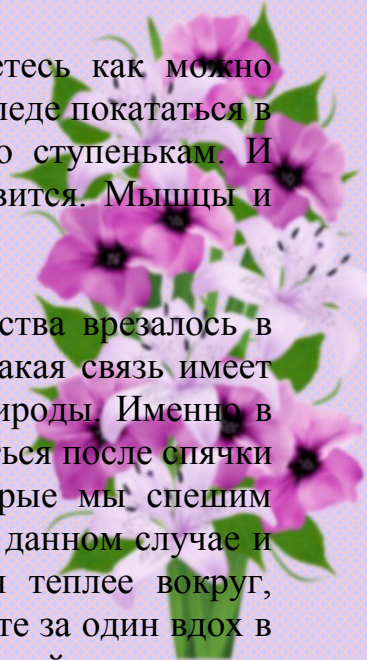 етесь как можно
леде покататься в
о ступенькам. И
вится. Мышцы и
ства врезалось в
акая связь имеет
ироды. Именно в
ться после спячки
рые мы спешим
данном случае и
и теплее вокруг,
те за один вдох в